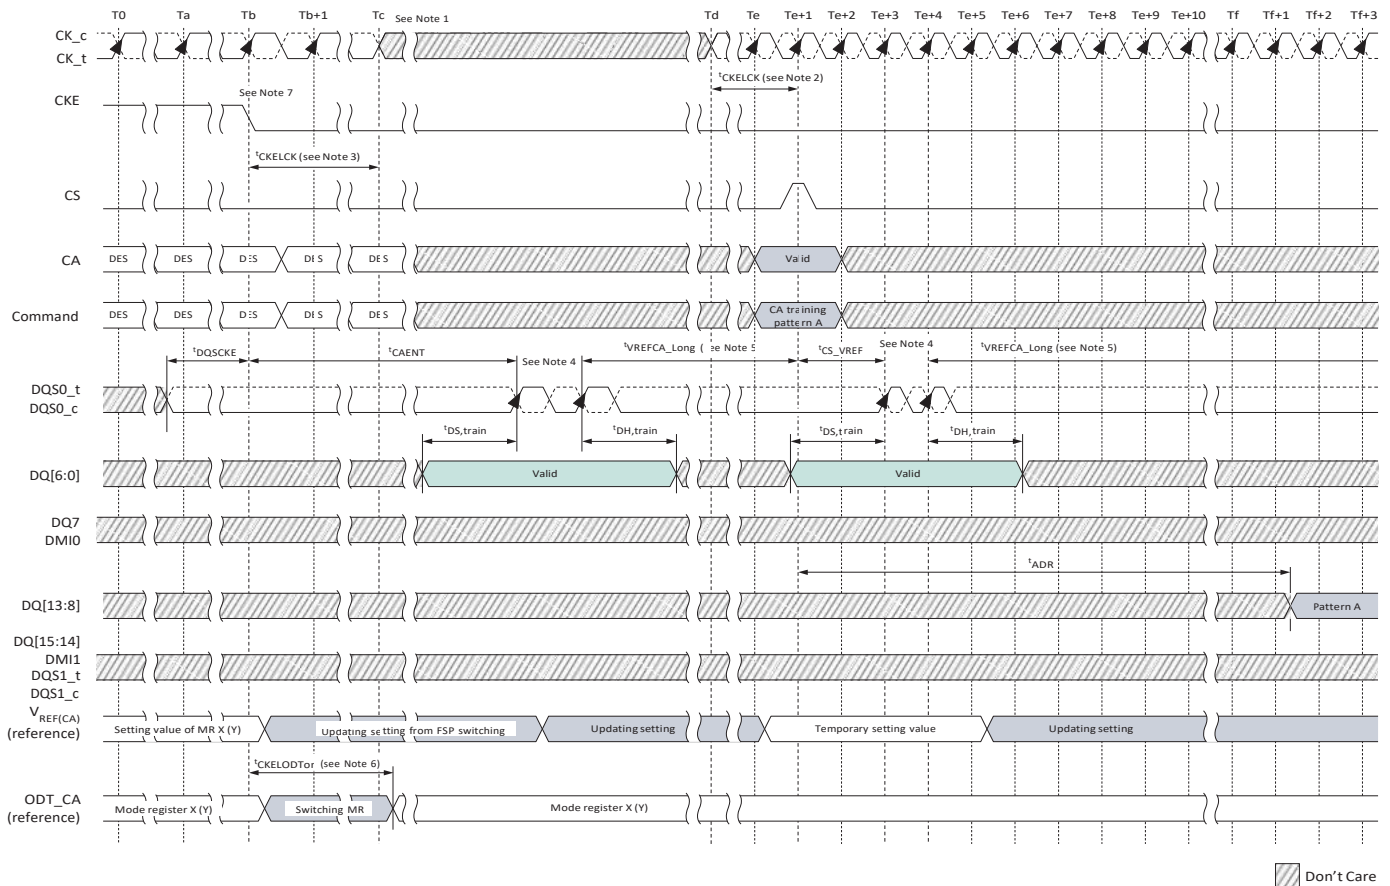 T0 Ta Tb Tb+1 Tc See Note 1 Td Te Te+1 Te+2 Te+3 Te+4 Te+5 Te+6 Te+7 Te+8 Te+9 Te+10 Tf Tf+1 Tf+2 Tf+3
CK_c
CK_t
tCKELCK (see Note 2)
CKE
See Note 7
tCKELCK (see Note 3)
CS
CA DES DES DES DES DES Valid
Command DES DES DES DES DES CA training
pattern A
tDQSCKE tCAENT See Note 4 tVREFCA_Long (see Note 5 tCS_VREF See Note 4 tVREFCA_Long (see Note 5)
DQS0_t
DQS0_c
tDS,train tDH,train tDS,train tDH,train
DQ[6:0] Valid Valid
DQ7
DMI0
tADR
DQ[13:8] Pattern A
DQ[15:14]
DMI1
DQS1_t
DQS1_c
VREF(CA)
(reference) Setting value of MR X (Y) Updating setting from FSP switching Updating setting Temporary setting value Updating setting
tCKELODTon (see Note 6)
ODT_CA
(reference) Mode register X (Y) Switching MR Mode register X (Y)
Don't Care